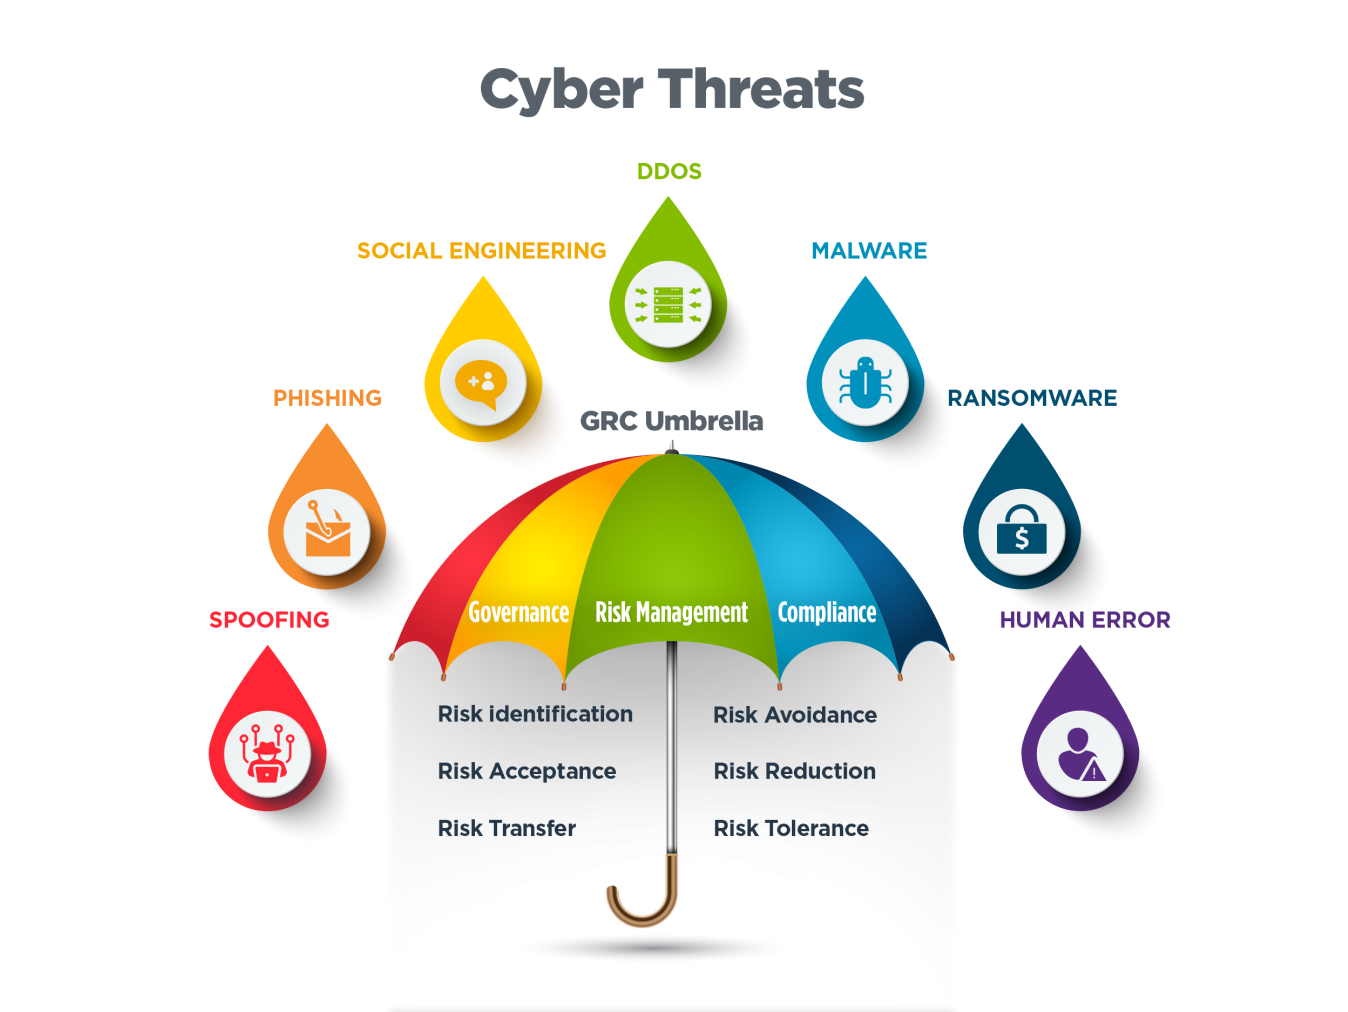 Cyber Threats
DDOS
SOCIAL ENGINEERING
MALWARE
PHISHING
RANSOMWARE
GRC Umbrella
Governance
Risk Management
Compliance
SPOOFING
HUMAN ERROR
Risk identification
Risk Avoidance
Risk Acceptance
Risk Reduction
Risk Transfer
Risk Tolerance
$
!